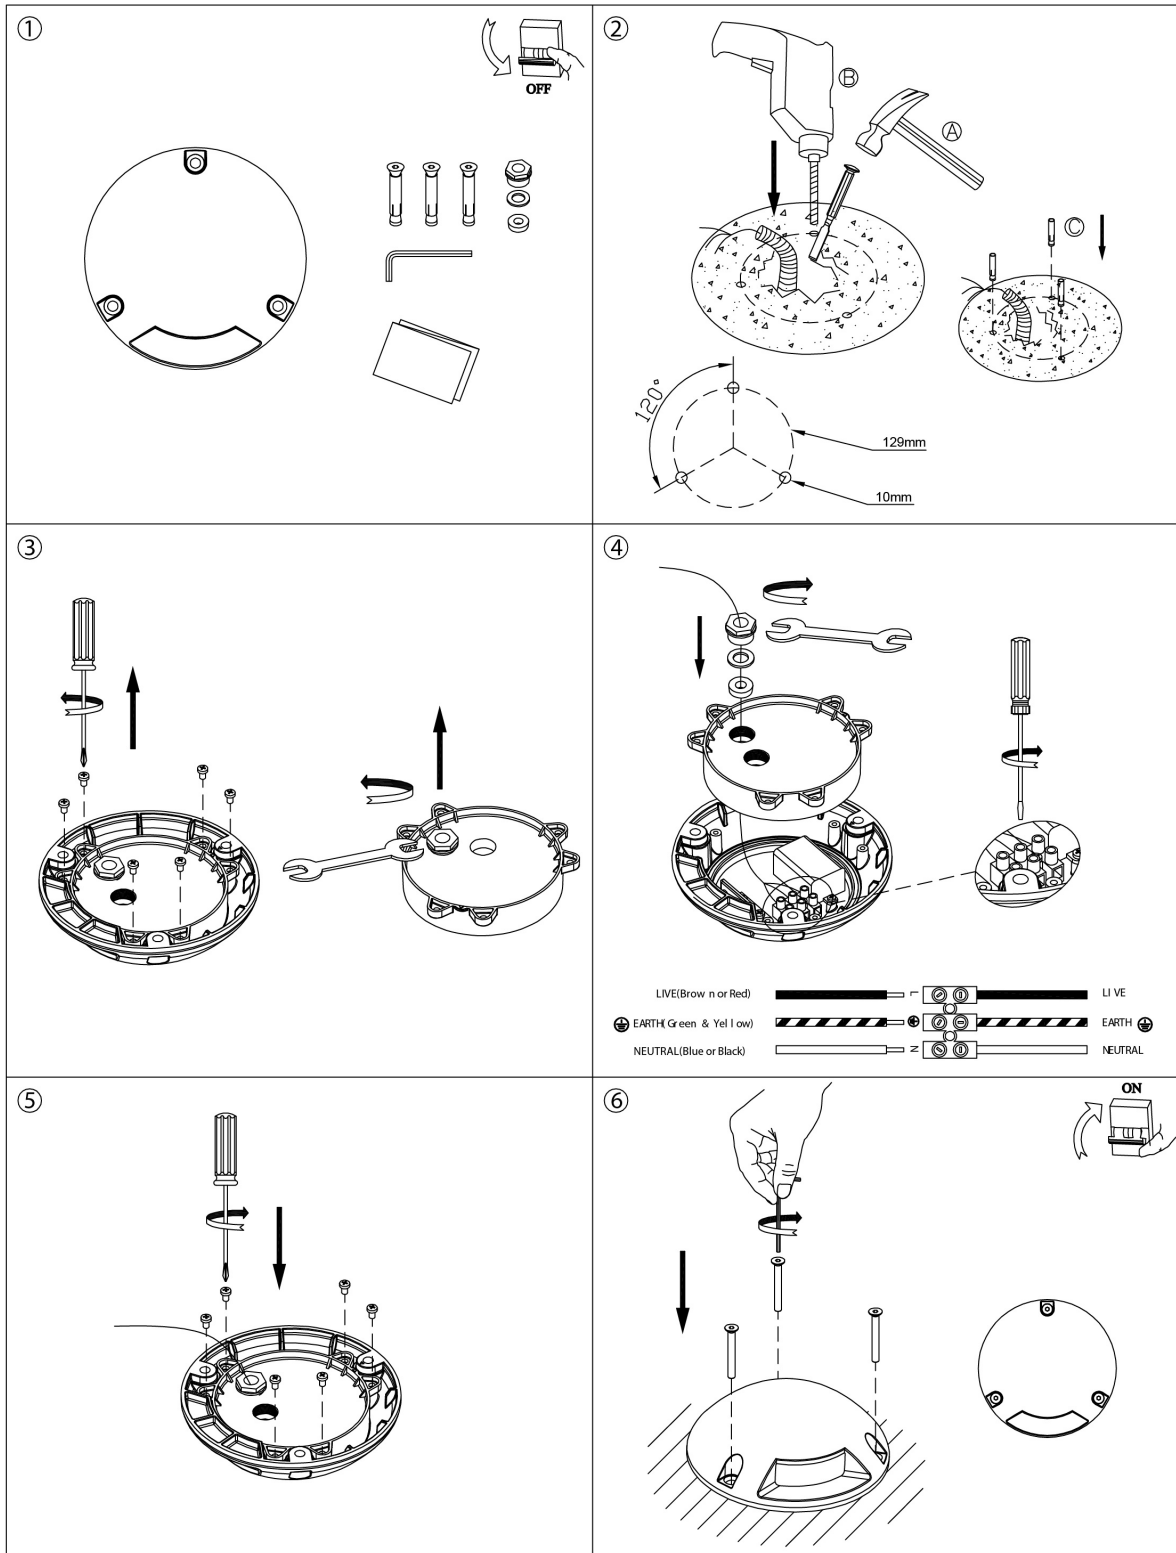 ①
OFF
②
Ⓑ
Ⓐ
Ⓒ
120°
129mm
10mm
③
④
LIVE(Brow n or Red) L LI VE
EARTH( Green & Yel l ow) EARTH
NEUTRAL(Blue or Black) N NEUTRAL
⑤
⑥
ON